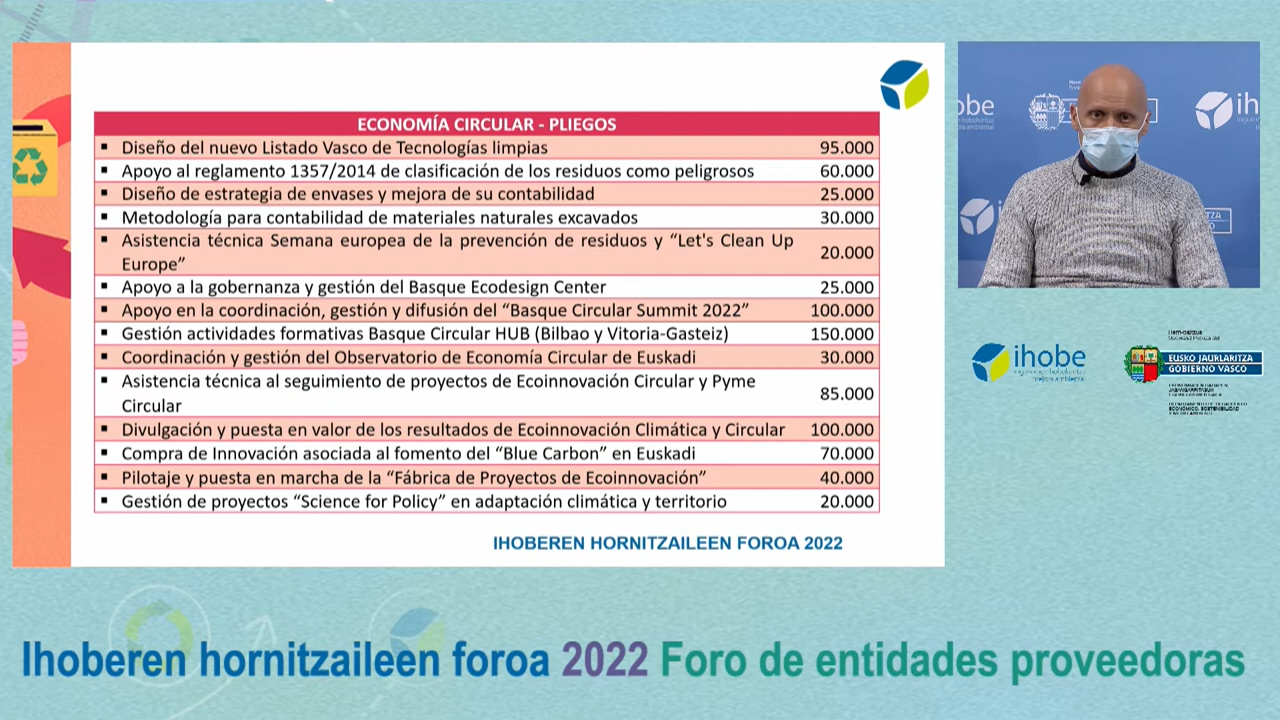 ECONOMÍA CIRCULAR - PLIEGOS
▪ Diseño del nuevo Listado Vasco de Tecnologías limpias 95.000
▪ Apoyo al reglamento 1357/2014 de clasificación de los residuos como peligrosos 60.000
▪ Diseño de estrategia de envases y mejora de su contabilidad 25.000
▪ Metodología para contabilidad de materiales naturales excavados 30.000
▪ Asistencia técnica Semana europea de la prevención de residuos y “Let's Clean Up
Europe” 20.000
▪ Apoyo a la gobernanza y gestión del Basque Ecodesign Center 25.000
▪ Apoyo en la coordinación, gestión y difusión del “Basque Circular Summit 2022” 100.000
▪ Gestión actividades formativas Basque Circular HUB (Bilbao y Vitoria-Gasteiz) 150.000
▪ Coordinación y gestión del Observatorio de Economía Circular de Euskadi 30.000
▪ Asistencia técnica al seguimiento de proyectos de Ecoinnovación Circular y Pyme
Circular 85.000
▪ Divulgación y puesta en valor de los resultados de Ecoinnovación Climática y Circular 100.000
▪ Compra de Innovación asociada al fomento del “Blue Carbon” en Euskadi 70.000
▪ Pilotaje y puesta en marcha de la “Fábrica de Proyectos de Ecoinnovación” 40.000
▪ Gestión de proyectos “Science for Policy” en adaptación climática y territorio 20.000
IHOBEREN HORNITZAILEEN FOROA 2022
obe
ih
ih
ihobe
EUSKO JAURLARITZA
GOBIERNO VASCO
Ihoberen hornitzaileen foroa 2022 Foro de entidades proveedoras